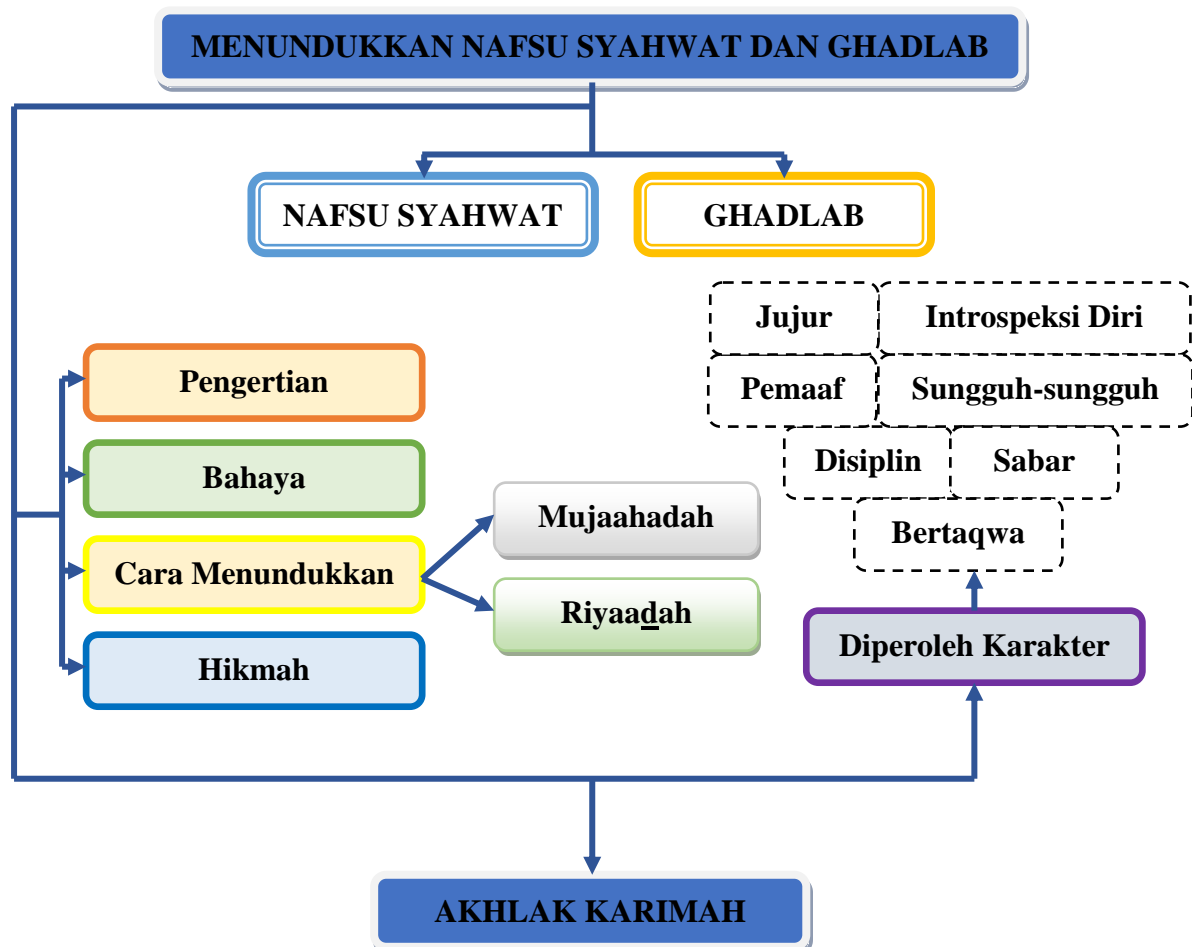 MENUNDUKKAN NAFSU SYAHWAT DAN GHADLAB
NAFSU SYAHWAT
GHADLAB
Jujur
Introspeksi Diri
Pemaaf
Sungguh-sungguh
Disiplin
Sabar
Bertaqwa
Pengertian
Bahaya
Cara Menundukkan
Hikmah
Mujaahadah
Riyaadah
Diperoleh Karakter
AKHLAK KARIMAH